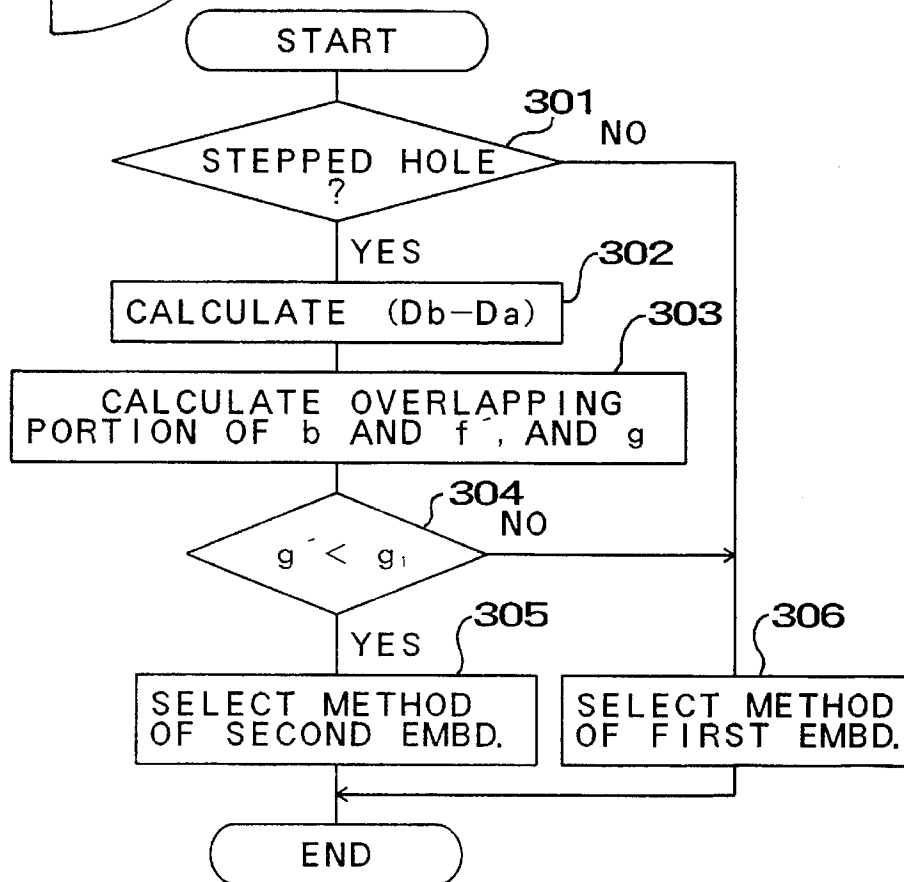 START
301
NO
STEPPED HOLE
?
YES
302
CALCULATE (Db-Da)
303
CALCULATE OVERLAPPING
PORTION OF b AND f´, AND g
304
NO
g´< g₁
305
YES
306
SELECT METHOD
OF SECOND EMBD.
SELECT METHOD
OF FIRST EMBD.
END